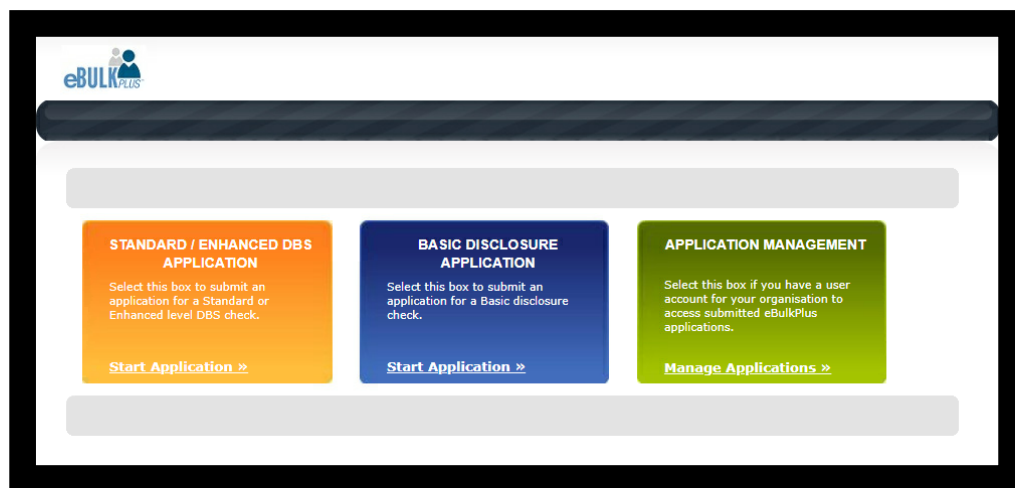 eBULKPLUS
STANDARD / ENHANCED DBS
APPLICATION
Select this box to submit an
application for a Standard or
Enhanced level DBS check.
Start Application »
BASIC DISCLOSURE
APPLICATION
Select this box to submit an
application for a Basic disclosure
check.
Start Application »
APPLICATION MANAGEMENT
Select this box if you have a user
account for your organisation to
access submitted eBulkPlus
applications.
Manage Applications »